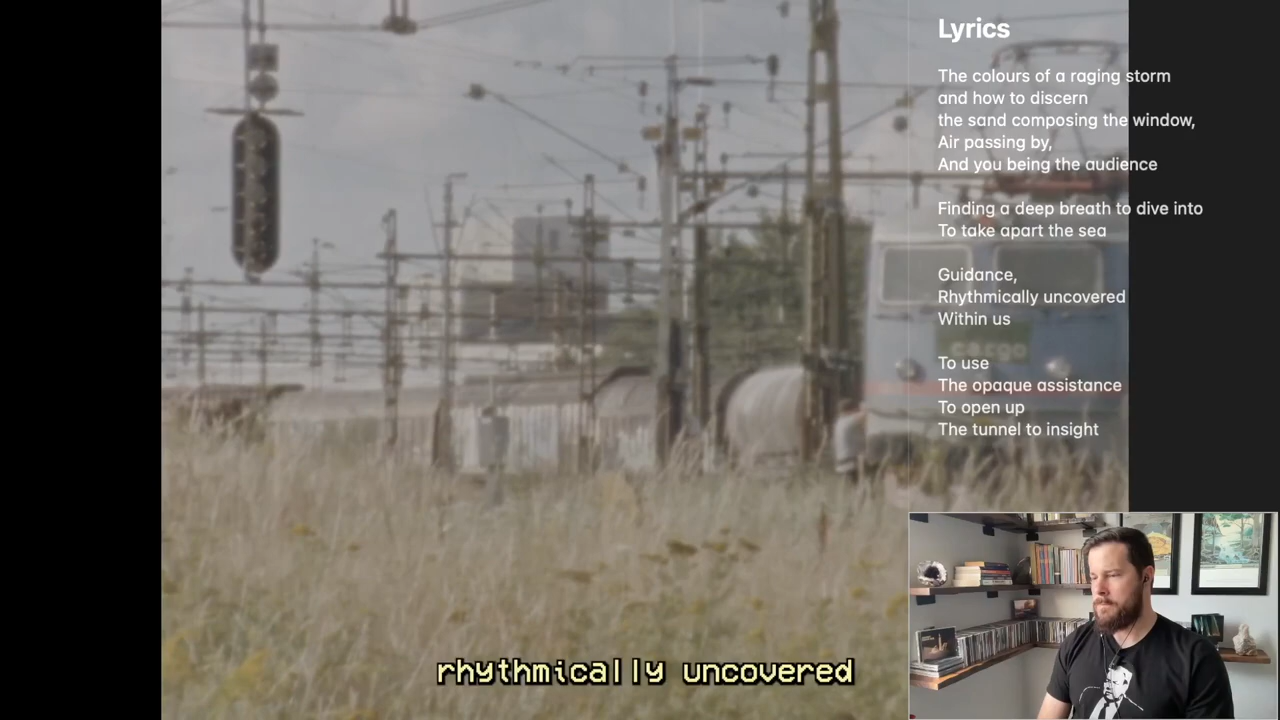 Lyrics
The colours of a raging storm
and how to discern
the sand composing the window,
Air passing by,
And you being the audience
Finding a deep breath to dive into
To take apart the sea
Guidance,
Rhythmically uncovered
Within us
cargo
To use
The opaque assistance
To open up
The tunnel to insight
rhythmically uncovered